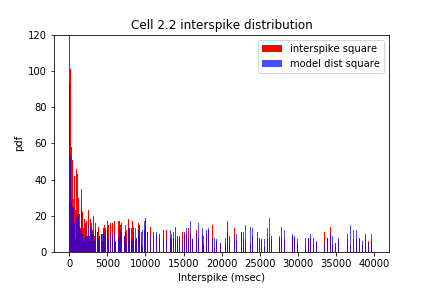 Cell 2.2 interspike distribution
interspike square
model dist square
pdf
120
100
80
60
40
20
0
0 5000 10000 15000 20000 25000 30000 35000 40000
Interspike (msec)